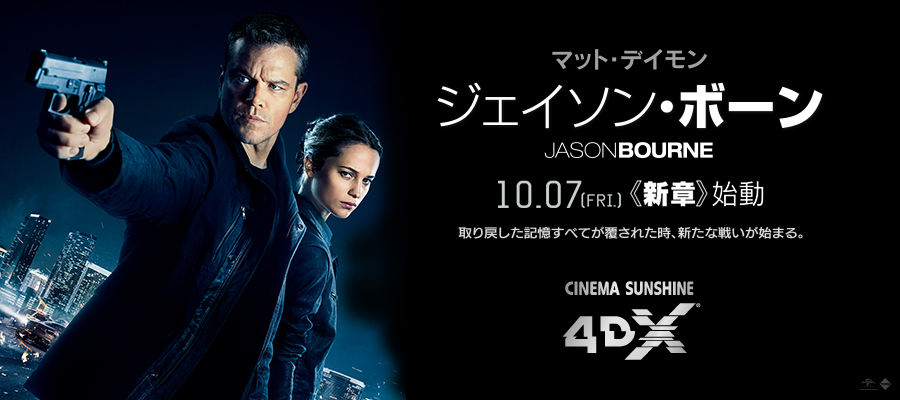 マット・デイモン
ジェイソン・ボーン
JASONBOURNE
10.07(FRI.)《新章》始動
取り戻した記憶すべてが覆された時、新たな戦いが始まる。
CINEMA SUNSHINE
4DX®